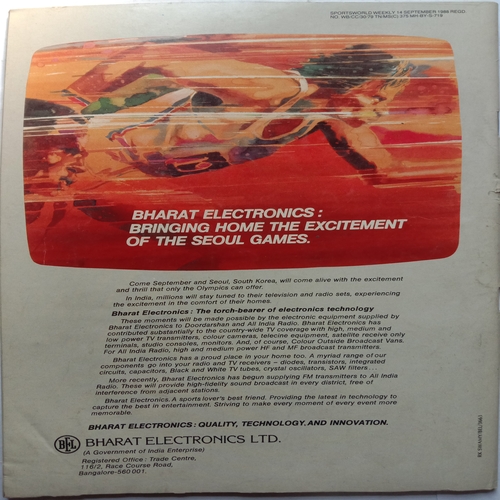 SPORTSWORLD WEEKLY 14 SEPTEMBER 1988 REGD.
BHARAT ELECTRONICS :
BRINGING HOME THE EXCITEMENT
OF THE SEOUL GAMES.
Come September and Seoul, South Korea, will come alive with the excitement
and thrill that only the Olympics can offer.
In India, millions will stay tuned to their television and radio sets, experiencing
the excitement in the comfort of their homes.
Bharat Electronics : The torch-bearer of electronics technology
These moments will be made possible by the electronic equipment supplied by
Bharat Electronics to Doordarshan and All India Radio. Bharat Electronics has
contributed substantially to the country-wide TV coverage with high, medium and
low power TV transmitters, colour cameras, telecine equipment, satellite receive only
terminals, studio consoles, monitors. And, of course, Colour Outside Broadcast Vans.
For All India Radio, high and medium power HF and MF broadcast transmitters.
Bharat Electronics has a proud place in your home too. A myriad range of our
components go into your radio and TV receivers – diodes, transistors, integrated
circuits, capacitors, Black and White TV tubes, crystal oscillators, SAW filters . . .
More recently, Bharat Electronics has begun supplying FM transmitters to All India
Radio. These will provide high-fidelity sound broadcast in every district, free of
interference from adjacent stations.
Bharat Electronics. A sports lover's best friend. Providing the latest in technology to
capture the best in entertainment. Striving to make every moment of every event more
memorable.
BHARAT ELECTRONICS: QUALITY, TECHNOLOGY. AND INNOVATION.
BEL BHARAT ELECTRONICS LTD.
(A Government of India Enterprise)
Registered Office : Trade Centre,
116/2, Race Course Road,
Bangalore-560 001.